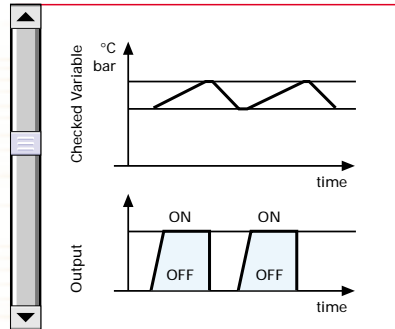 °C
bar
Checked Variable
time
ON ON
Output
OFF OFF
time